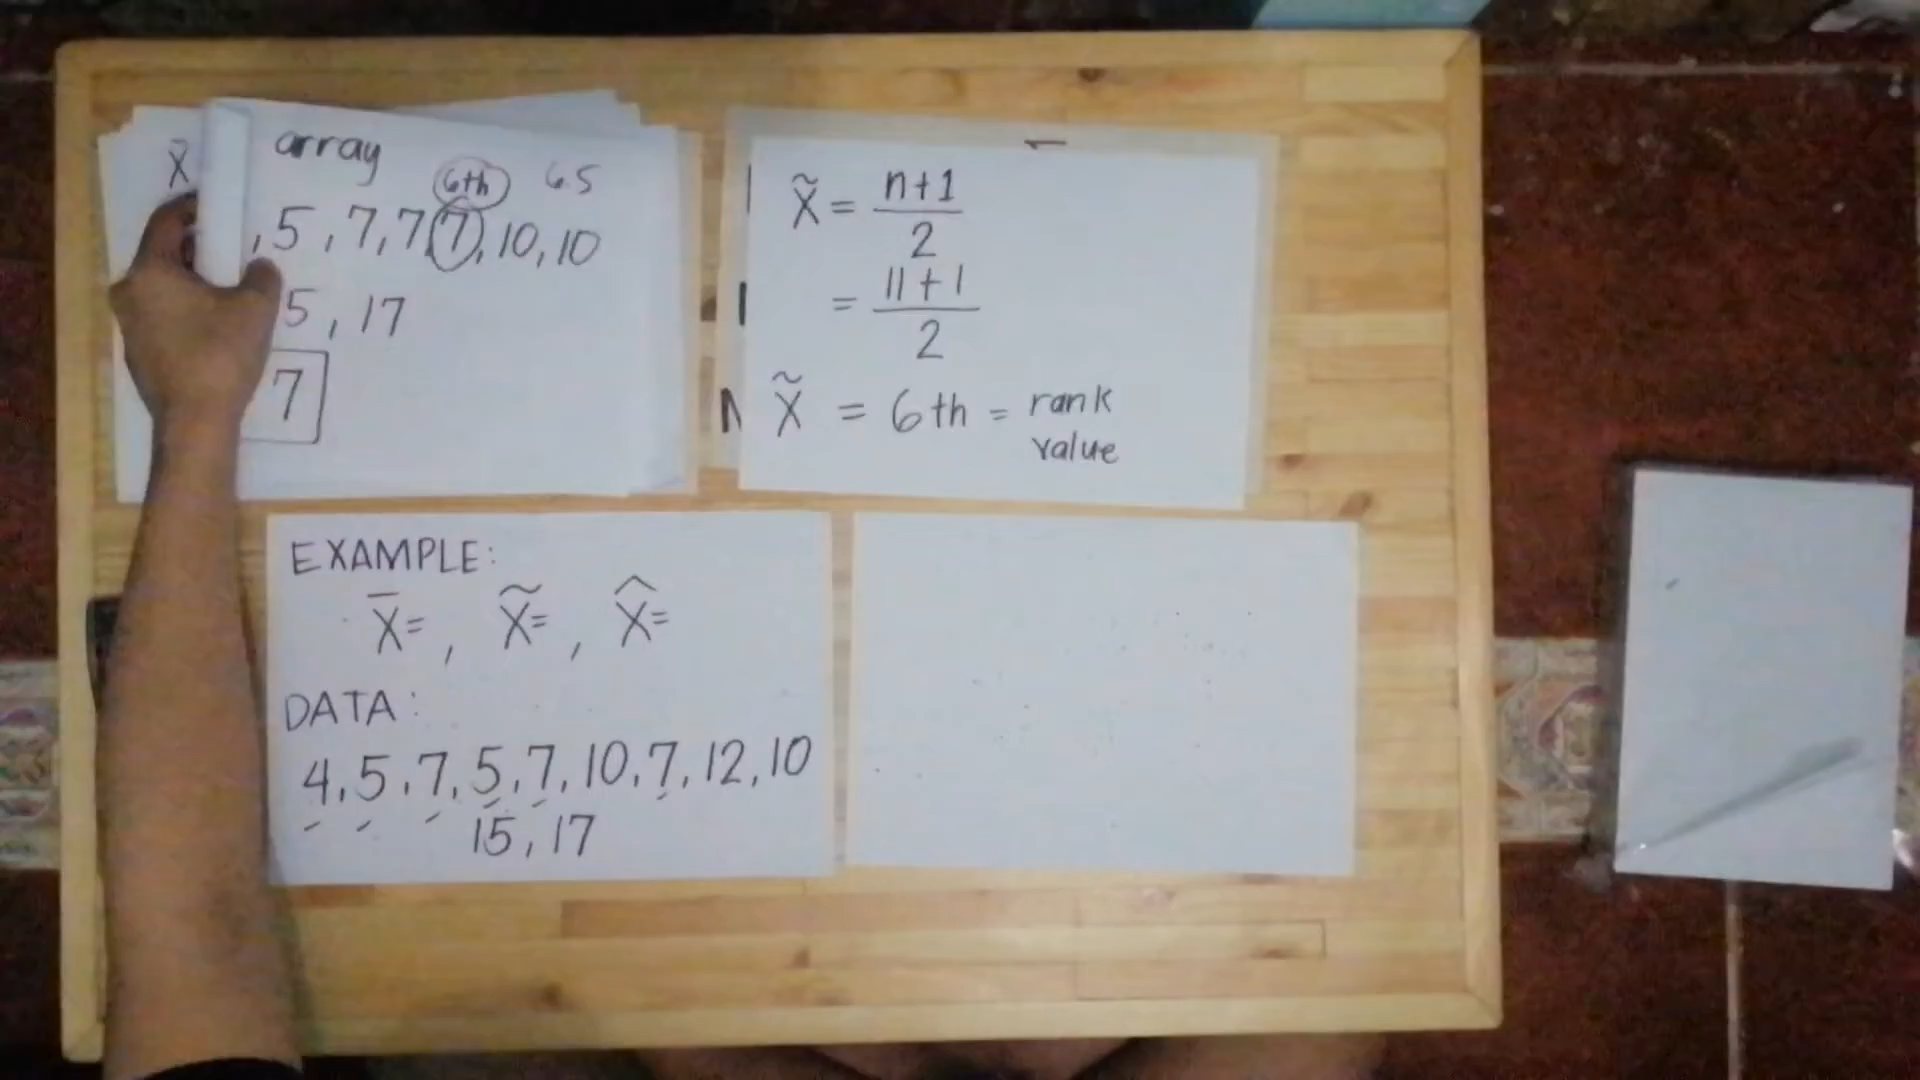 X̄ array
6th 6.5
, 5, 7, 7, 7, 10, 10
5, 17
7
X̃ = n+1
2
= 11+1
2
X̃ = 6th = rank
value
EXAMPLE:
X̄= , X̃= , X̂=
DATA:
4, 5, 7, 5, 7, 10, 7, 12, 10
15, 17